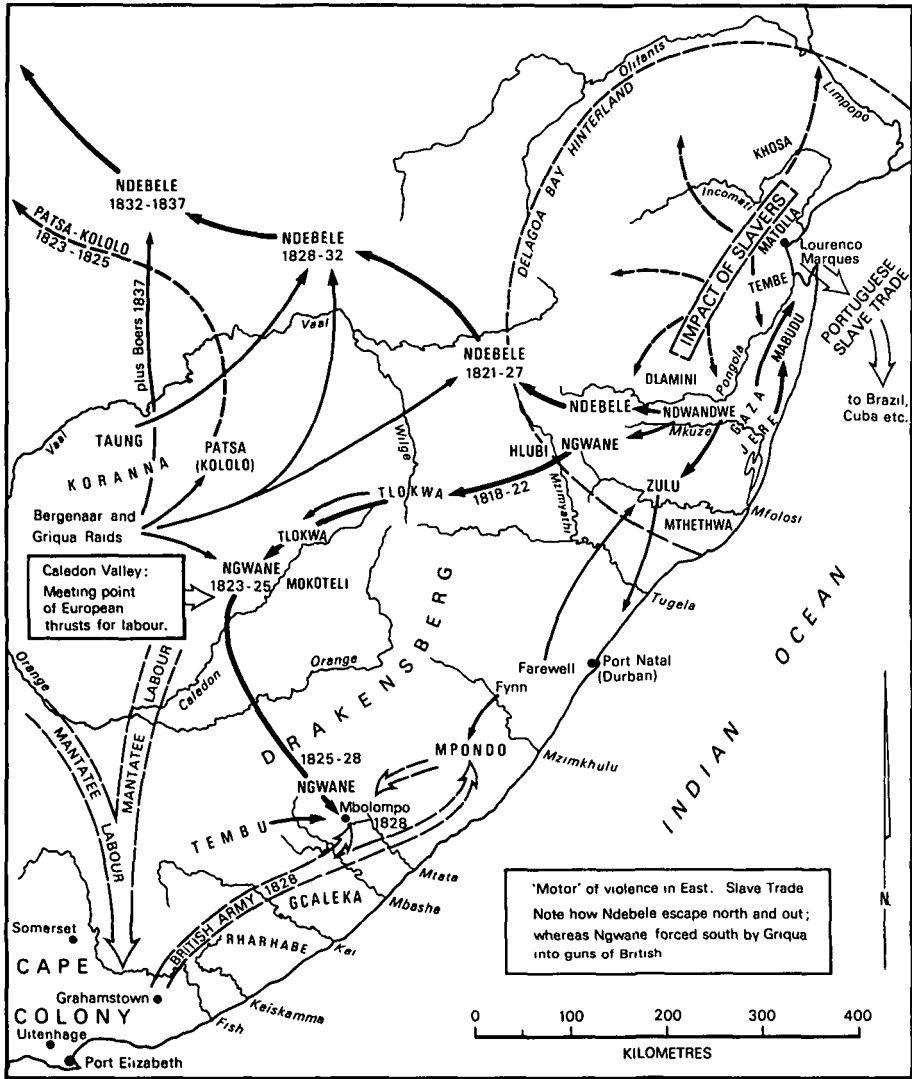 Olifants
Limpopo
DELAGOA BAY HINTERLAND
KHOSA
NDEBELE
1832-1837
Incomati
PATSA-KOLOLO
1823-1825
NDEBELE
1828-32
IMPACT OF SLAVERS
MATOLLA
Lourenco
Marques
TEMBE
PORTUGUESE
SLAVE TRADE
plus Boers 1837
Vaal
MABUDU
NDEBELE
1821-27
Pongola
DLAMINI
to Brazil,
Cuba etc.
NDEBELE
NDWANDWE
GAZA
Mkuze
JERE
Vaal
TAUNG
PATSA
(KOLOLO)
Wilge
HLUBI
NGWANE
KORANNA
TLOKWA
1818-22
Mzimyathi
ZULU
Mfolosi
MTHETHWA
Bergenaar and
Griqua Raids
TLOKWA
NGWANE
1823-25
MOKOTELI
Caledon Valley:
Meeting point
of European
thrusts for labour.
Tugela
DRAKENSBERG
INDIAN OCEAN
Orange
Caledon
Orange
Farewell
Port Natal
(Durban)
Fynn
MANTATEE LABOUR
MANTATEE LABOUR
1825-28
MPONDO
Mzimkhulu
NGWANE
Mbolompo
1828
TEMBU
Mtata
BRITISH ARMY 1828
GCALEKA
Mbashe
Somerset
RHARHABE
Kai
CAPE
COLONY
Grahamstown
Keiskamma
Fish
Uitenhage
Port Elizabeth
'Motor' of violence in East. Slave Trade
Note how Ndebele escape north and out;
whereas Ngwane forced south by Griqua
into guns of British
N
0 100 200 300 400
KILOMETRES